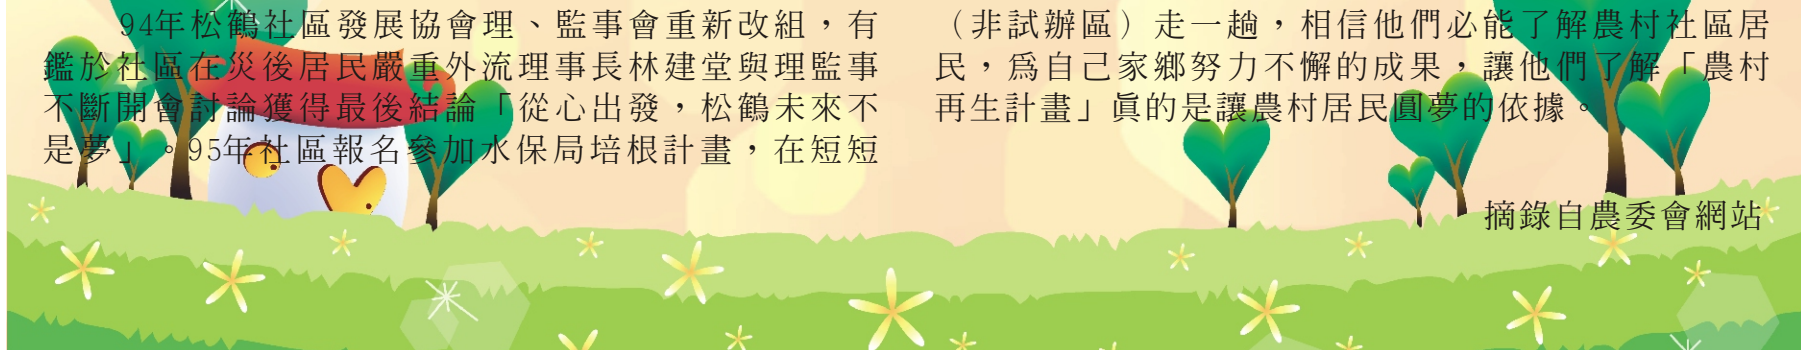 94年松鶴社區發展協會理、監事會重新改組，有
鑑於社區在災後居民嚴重外流理事長林建堂與理監事
不斷開會討論獲得最後結論「從心出發，松鶴未來不
是夢」。95年社區報名參加水保局培根計畫，在短短
（非試辦區）走一趟，相信他們必能了解農村社區居
民，為自己家鄉努力不懈的成果，讓他們了解「農村
再生計畫」真的是讓農村居民圓夢的依據。
摘錄自農委會網站